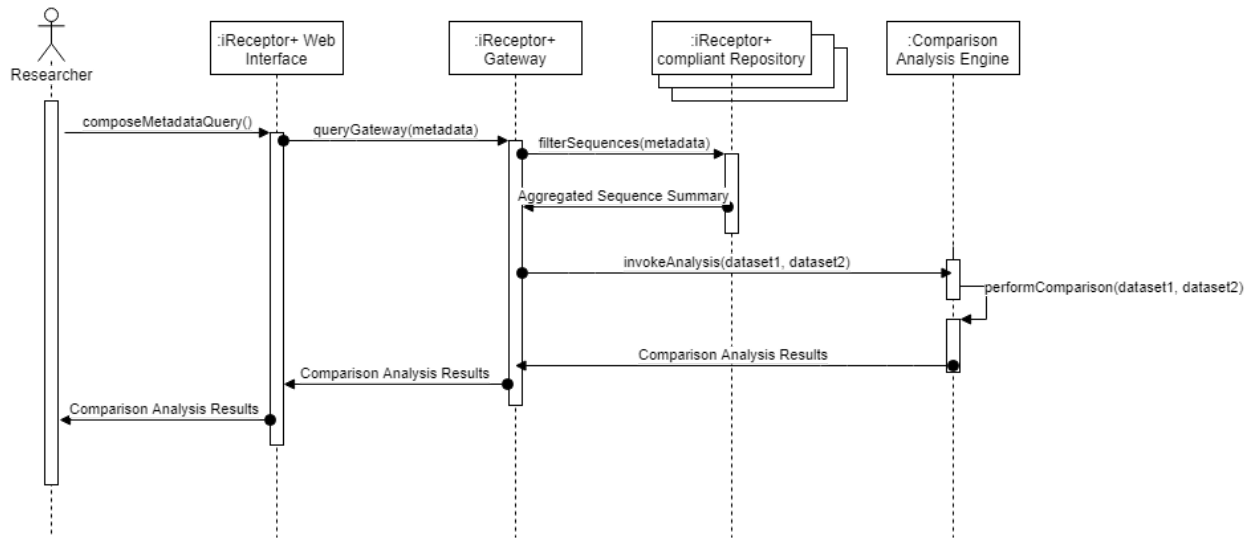 Researcher
:iReceptor+ Web
Interface
:iReceptor+
Gateway
:iReceptor+
compliant Repository
:Comparison
Analysis Engine
composeMetadataQuery()
queryGateway(metadata)
filterSequences(metadata)
Aggregated Sequence Summary
invokeAnalysis(dataset1, dataset2)
performComparison(dataset1, dataset2)
Comparison Analysis Results
Comparison Analysis Results
Comparison Analysis Results